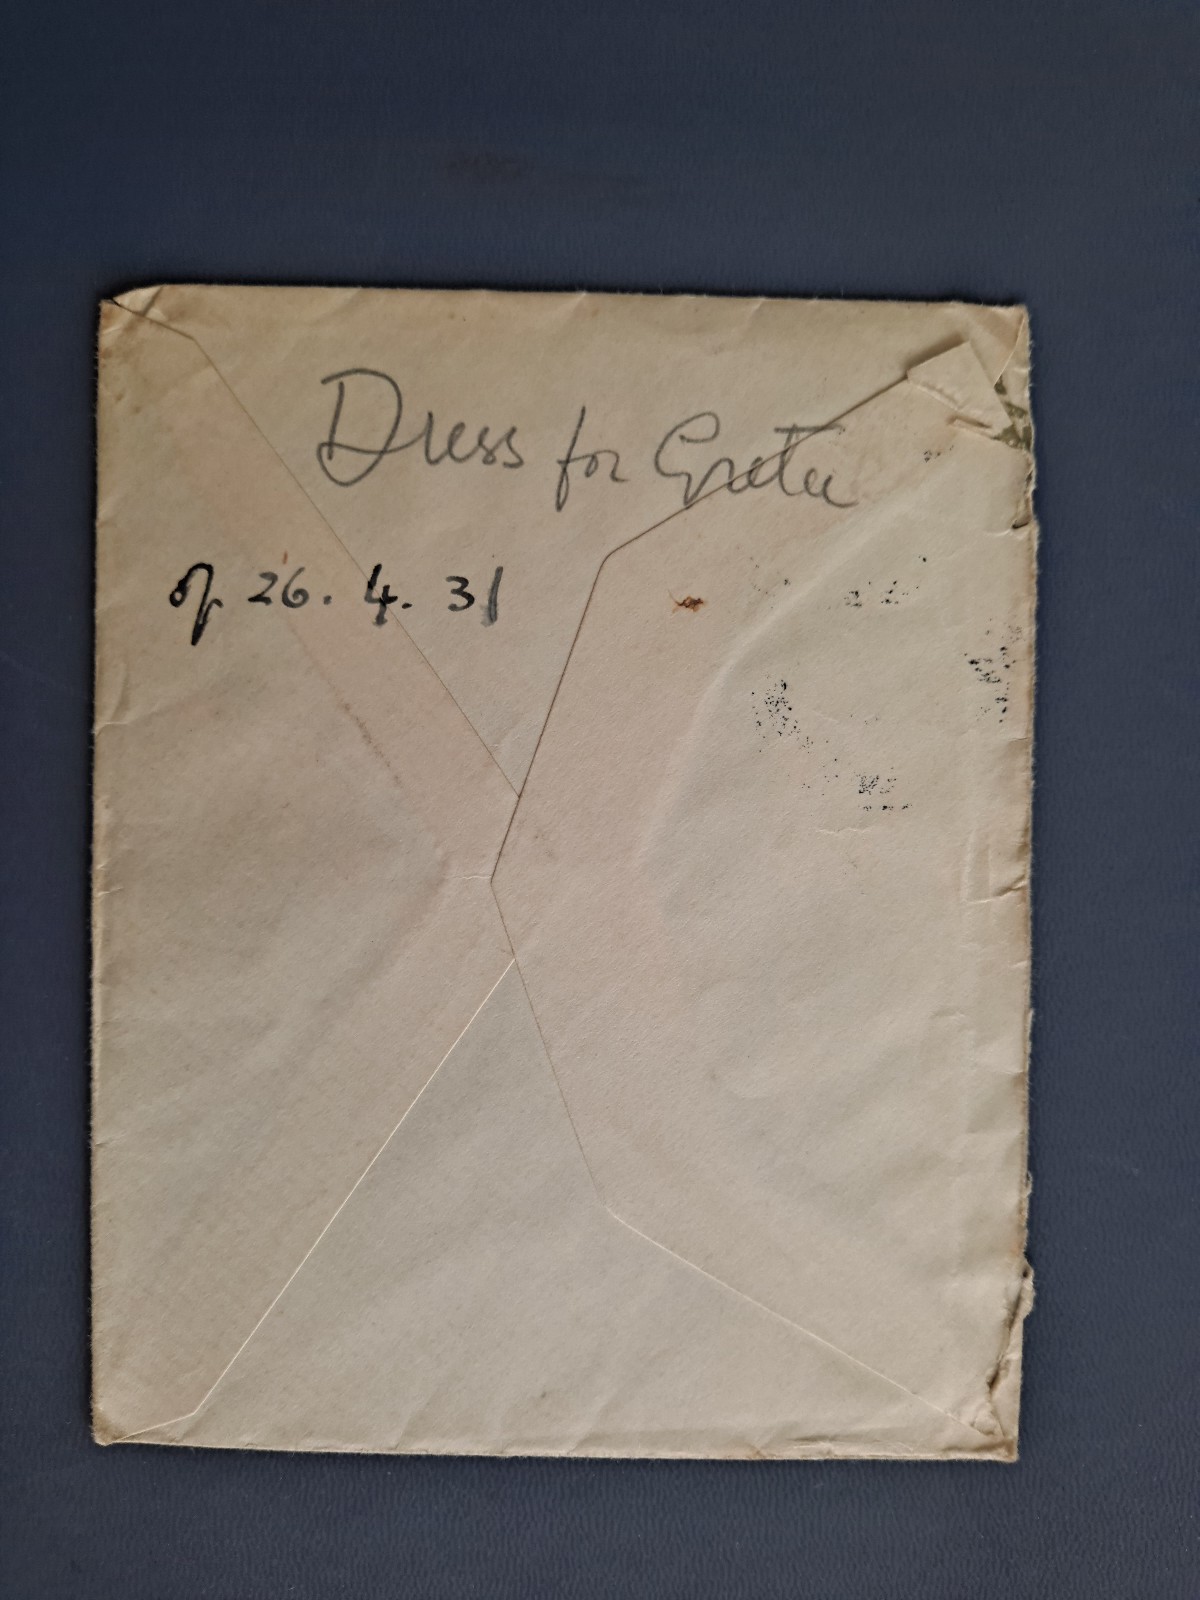 Dress for Greta
of 26. 4. 31